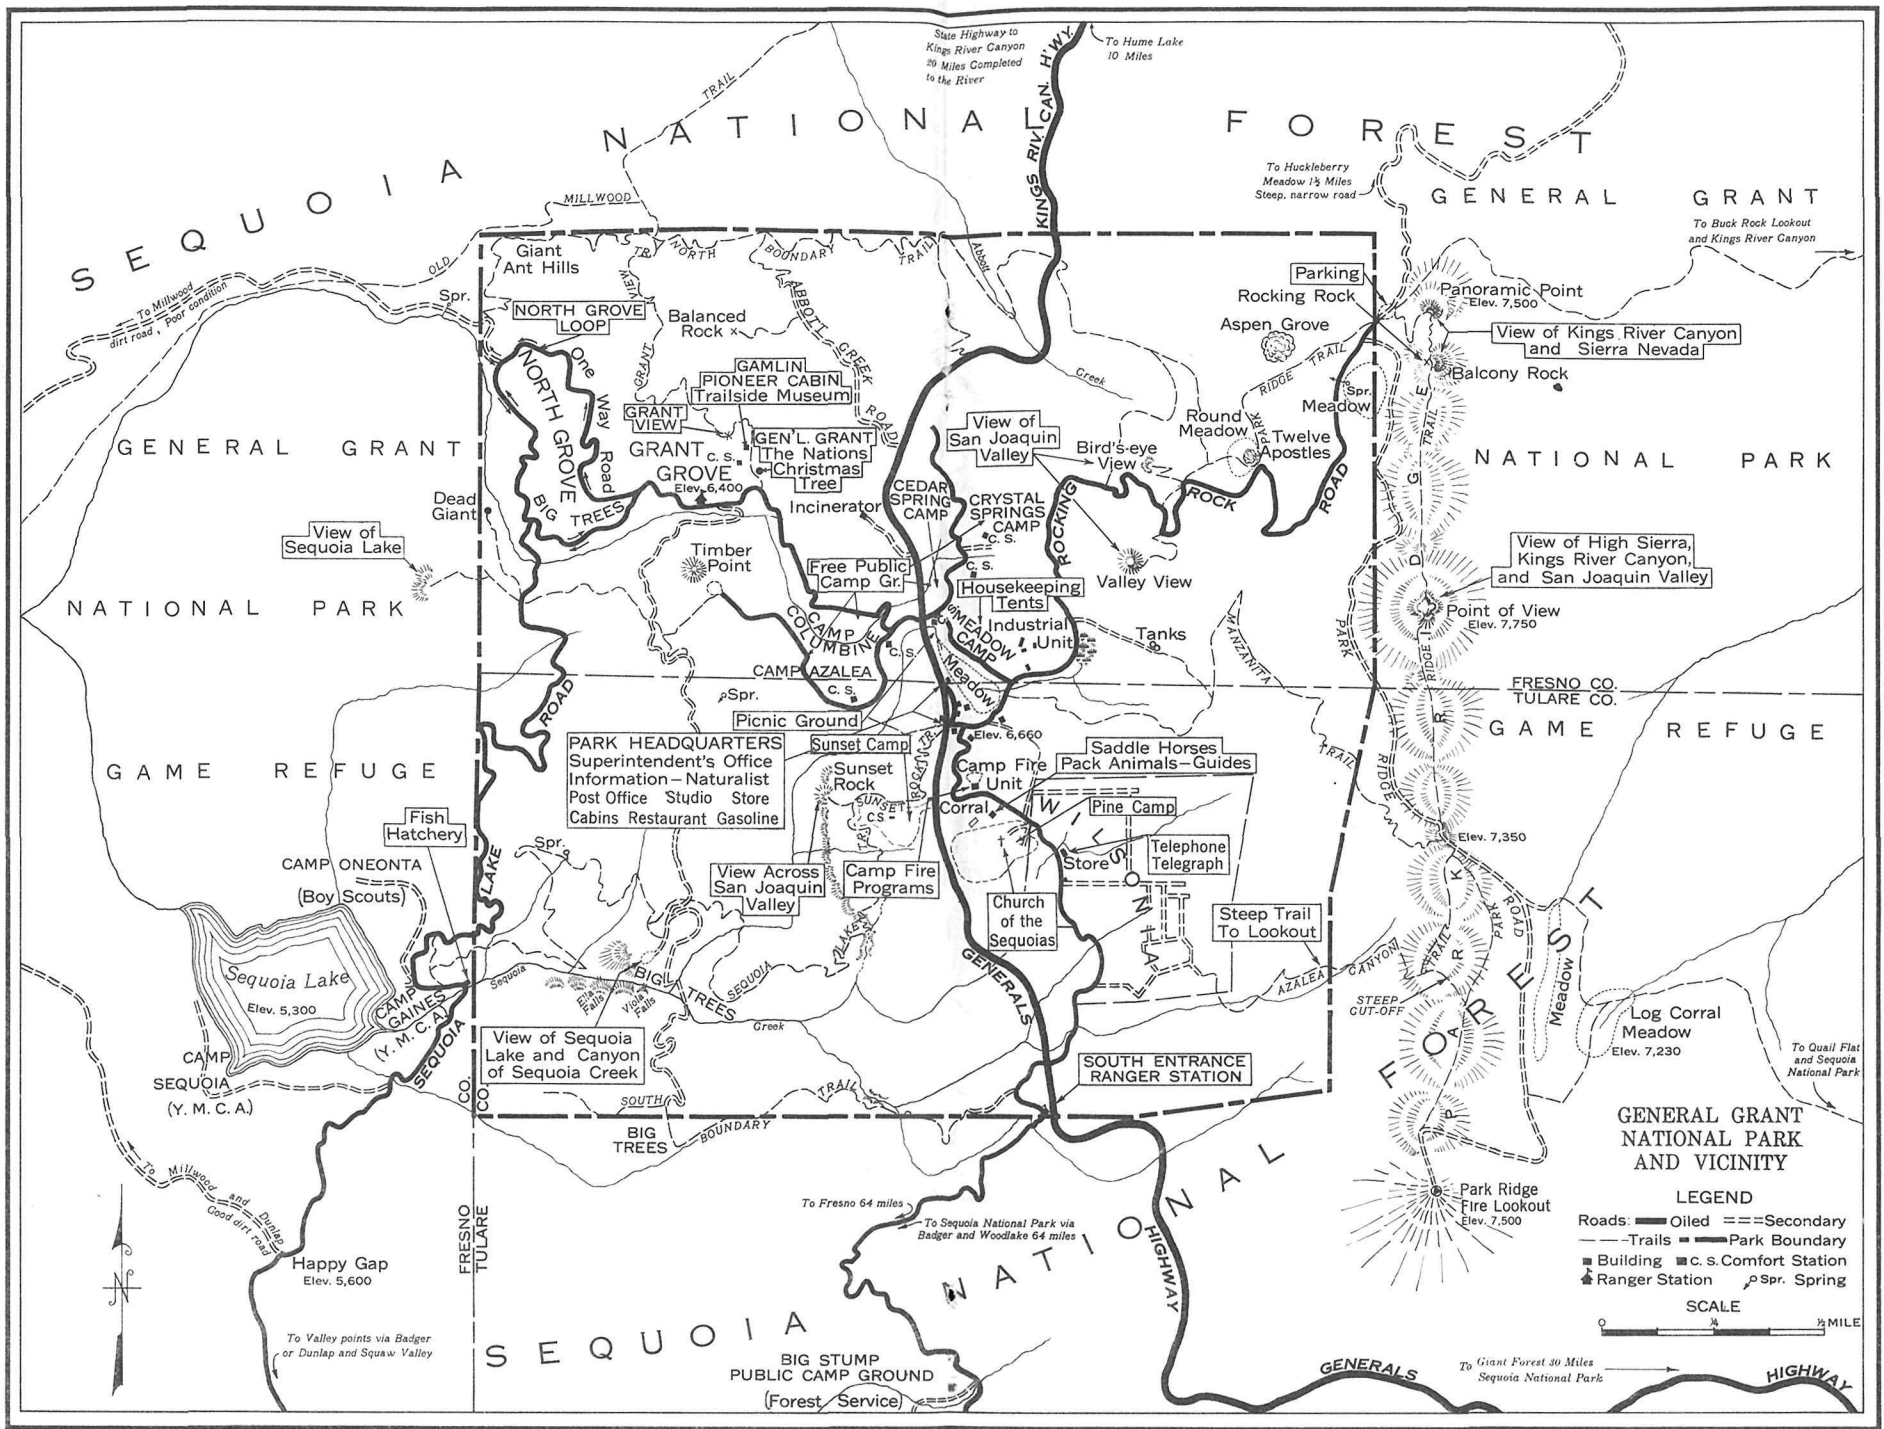 State Highway to
Kings River Canyon
20 Miles Completed
to the River
KINGS RIV. CAN. H'WY.
To Hume Lake
10 Miles
TRAIL
SEQUOIA NATIONAL FOREST
To Huckleberry
Meadow 1½ Miles
Steep, narrow road
GENERAL GRANT
To Buck Rock Lookout
and Kings River Canyon
MILLWOOD
OLD
TR.
To Millwood
dirt road, Poor condition
Spr.
Giant
Ant Hills
NORTH BOUNDARY TRAIL
Abbott
Creek
NORTH GROVE
LOOP
Balanced
Rock x
GRANT VIEW
ABBOTT CREEK ROAD
Parking
Rocking Rock
Aspen Grove
Panoramic Point
Elev. 7,500
View of Kings River Canyon
and Sierra Nevada
Balcony Rock
RIDGE TRAIL
PARK
Spr.
Meadow
One Way Road
NORTH GROVE
BIG TREES
GAMLIN
PIONEER CABIN
Trailside Museum
GRANT
VIEW
GRANT
GROVE
Elev. 6,400
C. S.
GEN'L. GRANT
The Nations
Christmas
Tree
View of
San Joaquin
Valley
Bird's-eye
View
Round
Meadow
Twelve
Apostles
ROCKING ROCK ROAD
GENERAL GRANT
NATIONAL PARK
Dead
Giant
View of
Sequoia Lake
Incinerator
CEDAR
SPRING
CAMP
CRYSTAL
SPRINGS
CAMP
C. S.
C. S.
Timber
Point
Free Public
Camp Gr.
Housekeeping
Tents
Valley View
View of High Sierra,
Kings River Canyon,
and San Joaquin Valley
NATIONAL PARK
Point of View
Elev. 7,750
CAMP
COLUMBINE
C. S.
MEADOW
CAMP
Industrial
Unit
Tanks
MANZANITA TRAIL
PARK RIDGE
RIDGE TRAIL
PARK RIDGE
CAMP AZALEA
C. S.
Meadow
Spr.
ROAD
FRESNO CO.
TULARE CO.
GAME REFUGE
Picnic Ground
PARK HEADQUARTERS
Superintendent's Office
Information—Naturalist
Post Office Studio Store
Cabins Restaurant Gasoline
Sunset Camp
Elev. 6,660
Saddle Horses
Pack Animals—Guides
GAME REFUGE
Sunset
Rock
SUNSET
C.S.
Camp Fire
Unit
Corral
WILSONIA
Pine Camp
Store
Telephone
Telegraph
Elev. 7,350
Fish
Hatchery
CAMP ONEONTA
(Boy Scouts)
LAKE
Spr.
View Across
San Joaquin
Valley
Camp Fire
Programs
Church
of the
Sequoias
Steep Trail
To Lookout
PARK ROAD
TRAIL
Sequoia Lake
Elev. 5,300
CAMP
GAINES
(Y. M. C. A.)
Sequoia
Creek
Ella
Falls
Viola
Falls
BIG TREES
SEQUOIA LAKE
GENERALS
AZALEA CANYON
STEEP
CUT-OFF
FOREST
Meadow
Log Corral
Meadow
Elev. 7,230
CAMP
SEQUOIA
(Y. M. C. A.)
SEQUOIA
View of Sequoia
Lake and Canyon
of Sequoia Creek
SOUTH ENTRANCE
RANGER STATION
To Quail Flat
and Sequoia
National Park
CO.
CO.
SOUTH BOUNDARY TRAIL
BIG
TREES
To Millwood and Dunlap
Good dirt road
Happy Gap
Elev. 5,600
FRESNO
TULARE
To Fresno 64 miles
To Sequoia National Park via
Badger and Woodlake 64 miles
HIGHWAY
Park Ridge
Fire Lookout
Elev. 7,500
To Valley points via Badger
or Dunlap and Squaw Valley
SEQUOIA NATIONAL
BIG STUMP
PUBLIC CAMP GROUND
(Forest Service)
GENERALS
To Giant Forest 30 Miles
Sequoia National Park
HIGHWAY
GENERAL GRANT
NATIONAL PARK
AND VICINITY
LEGEND
Roads: Oiled Secondary
Trails Park Boundary
Building C. S. Comfort Station
Ranger Station Spr. Spring
SCALE
0 ¼ ½ MILE
N